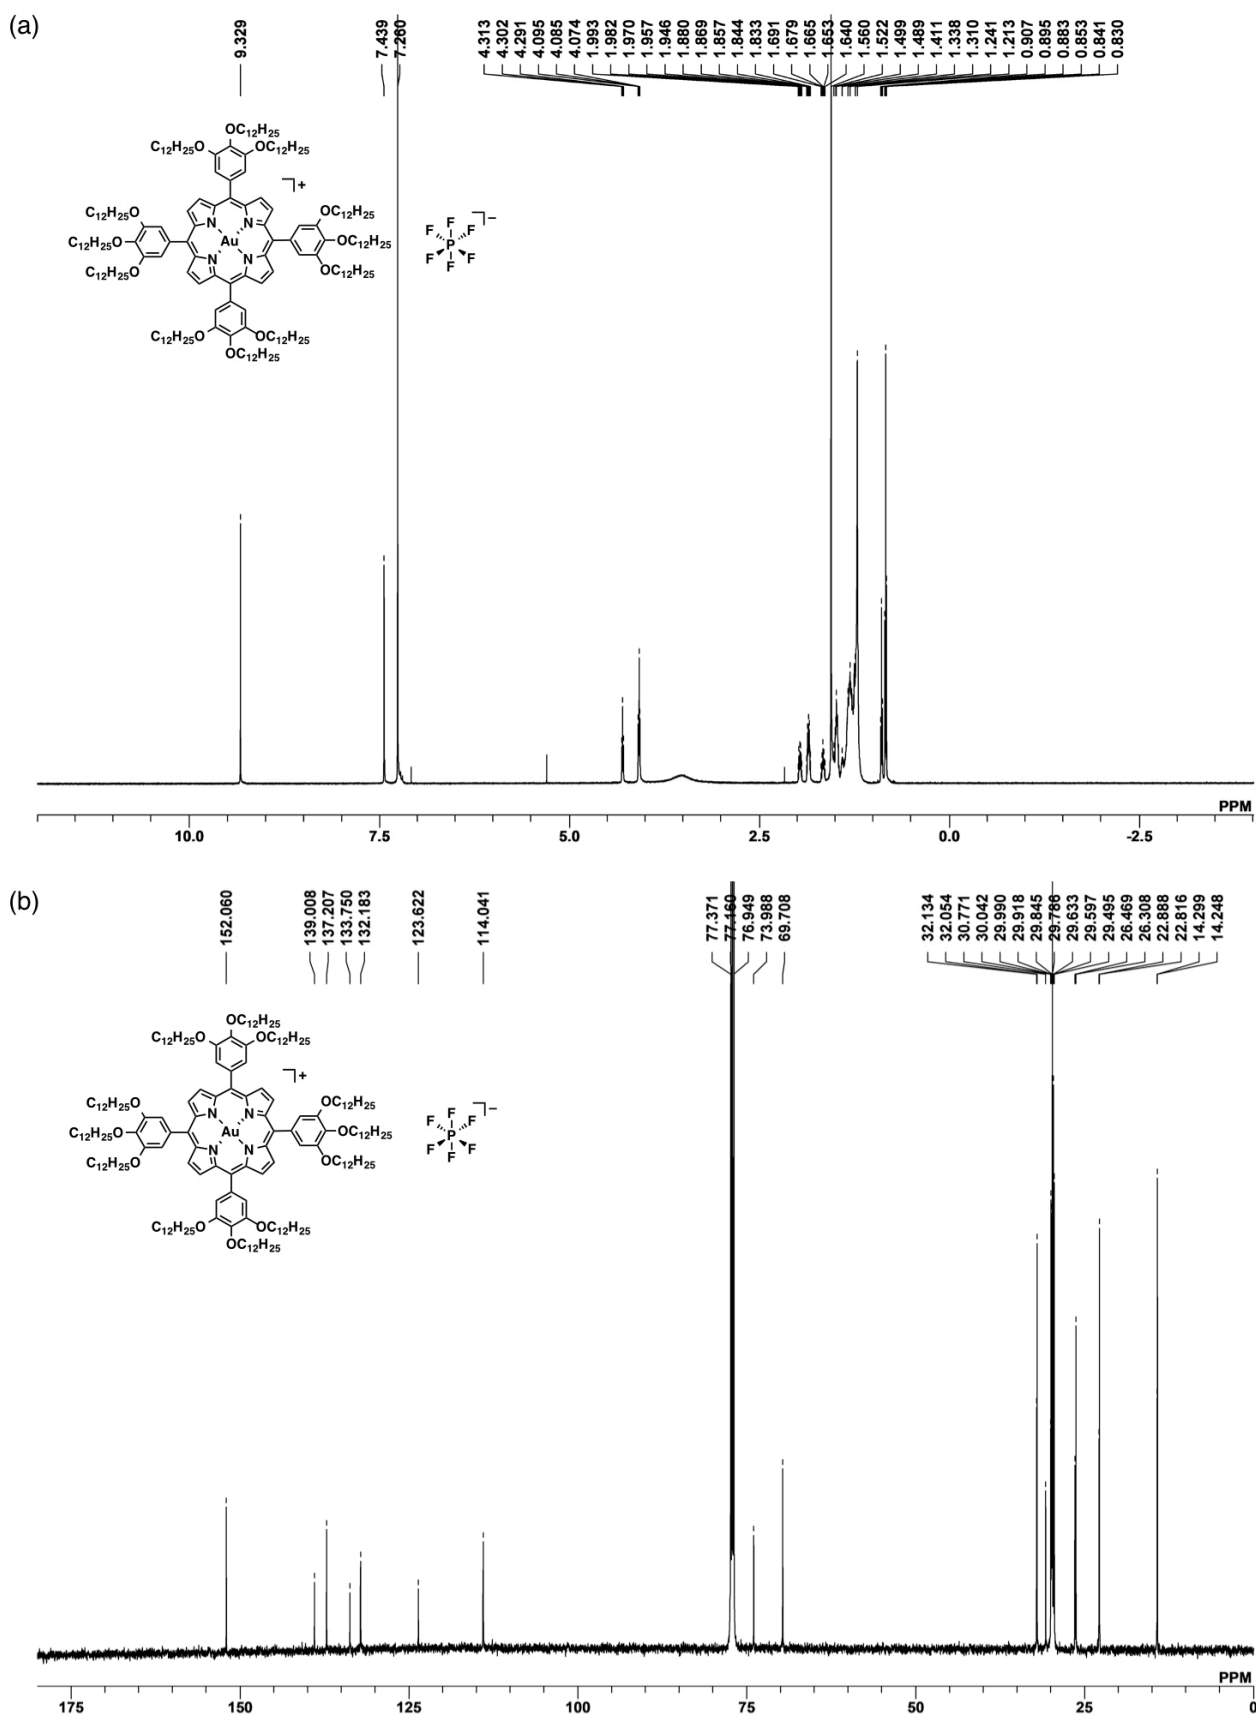 (a)
9.329
7.439
7.260
4.313
4.302
4.291
4.095
4.085
4.074
1.993
1.982
1.970
1.957
1.946
1.880
1.869
1.857
1.844
1.833
1.691
1.679
1.665
1.653
1.640
1.560
1.522
1.499
1.489
1.411
1.338
1.310
1.241
1.213
0.907
0.895
0.883
0.853
0.841
0.830
OC12H25
C12H25O OC12H25
+
C12H25O OC12H25
C12H25O N N OC12H25
Au
C12H25O N N OC12H25
C12H25O OC12H25
OC12H25
−
F F F
P
F F F
PPM
10.0 7.5 5.0 2.5 0.0 -2.5
(b)
152.060
139.008
137.207
133.750
132.183
123.622
114.041
77.371
77.160
76.949
73.988
69.708
32.134
32.054
30.771
30.042
29.990
29.918
29.845
29.786
29.633
29.597
29.495
26.469
26.308
22.888
22.816
14.299
14.248
OC12H25
C12H25O OC12H25
+
C12H25O OC12H25
C12H25O N N OC12H25
Au
C12H25O N N OC12H25
C12H25O OC12H25
OC12H25
−
F F F
P
F F F
PPM
175 150 125 100 75 50 25 0